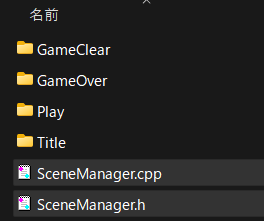 名前
GameClear
GameOver
Play
Title
SceneManager.cpp
SceneManager.h